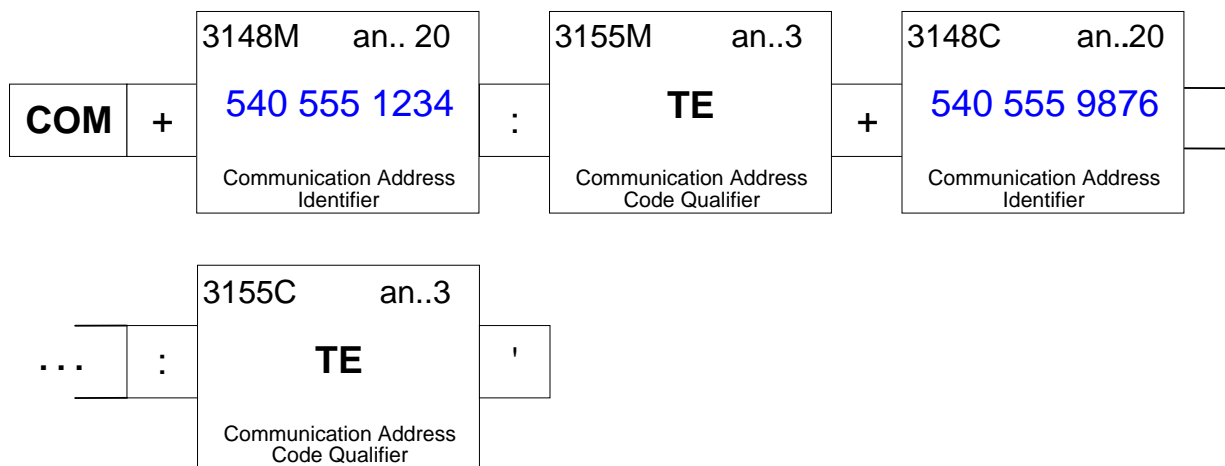 3148M an.. 20 3155M an..3 3148C an..20
COM + 540 555 1234 : TE + 540 555 9876
Communication Address Communication Address Communication Address
Identifier Code Qualifier Identifier
3155C an..3
... : TE '
Communication Address
Code Qualifier